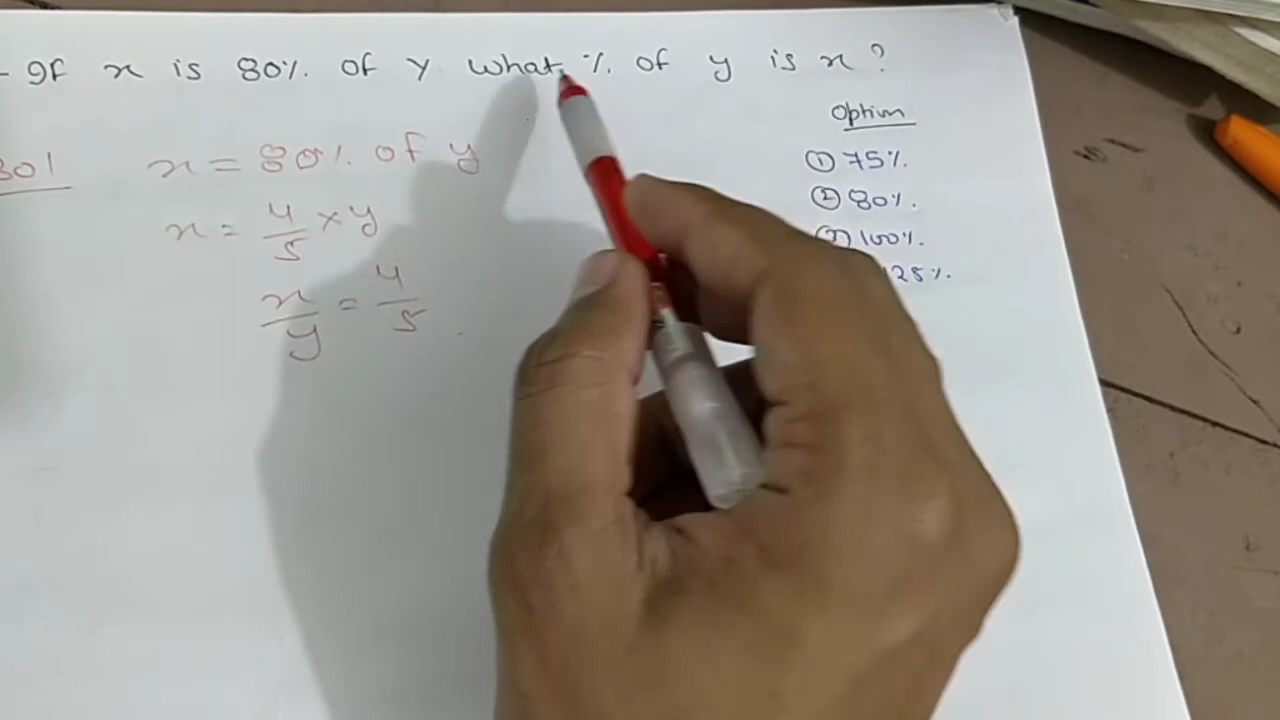 - If x is 80% of y what % of y is x ?
Sol
x = 80% of y
x = 4/5 × y
x/y = 4/5
Option
① 75%.
② 80%.
③ 100%.
125%.